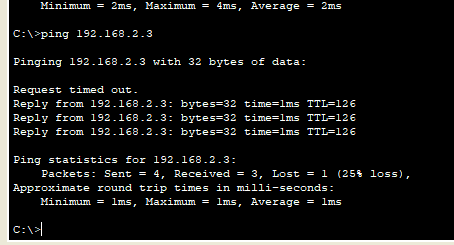 Minimum = 2ms, Maximum = 4ms, Average = 2ms
C:\>ping 192.168.2.3
Pinging 192.168.2.3 with 32 bytes of data:
Request timed out.
Reply from 192.168.2.3: bytes=32 time=1ms TTL=126
Reply from 192.168.2.3: bytes=32 time=1ms TTL=126
Reply from 192.168.2.3: bytes=32 time=1ms TTL=126
Ping statistics for 192.168.2.3:
Packets: Sent = 4, Received = 3, Lost = 1 (25% loss),
Approximate round trip times in milli-seconds:
Minimum = 1ms, Maximum = 1ms, Average = 1ms
C:\>